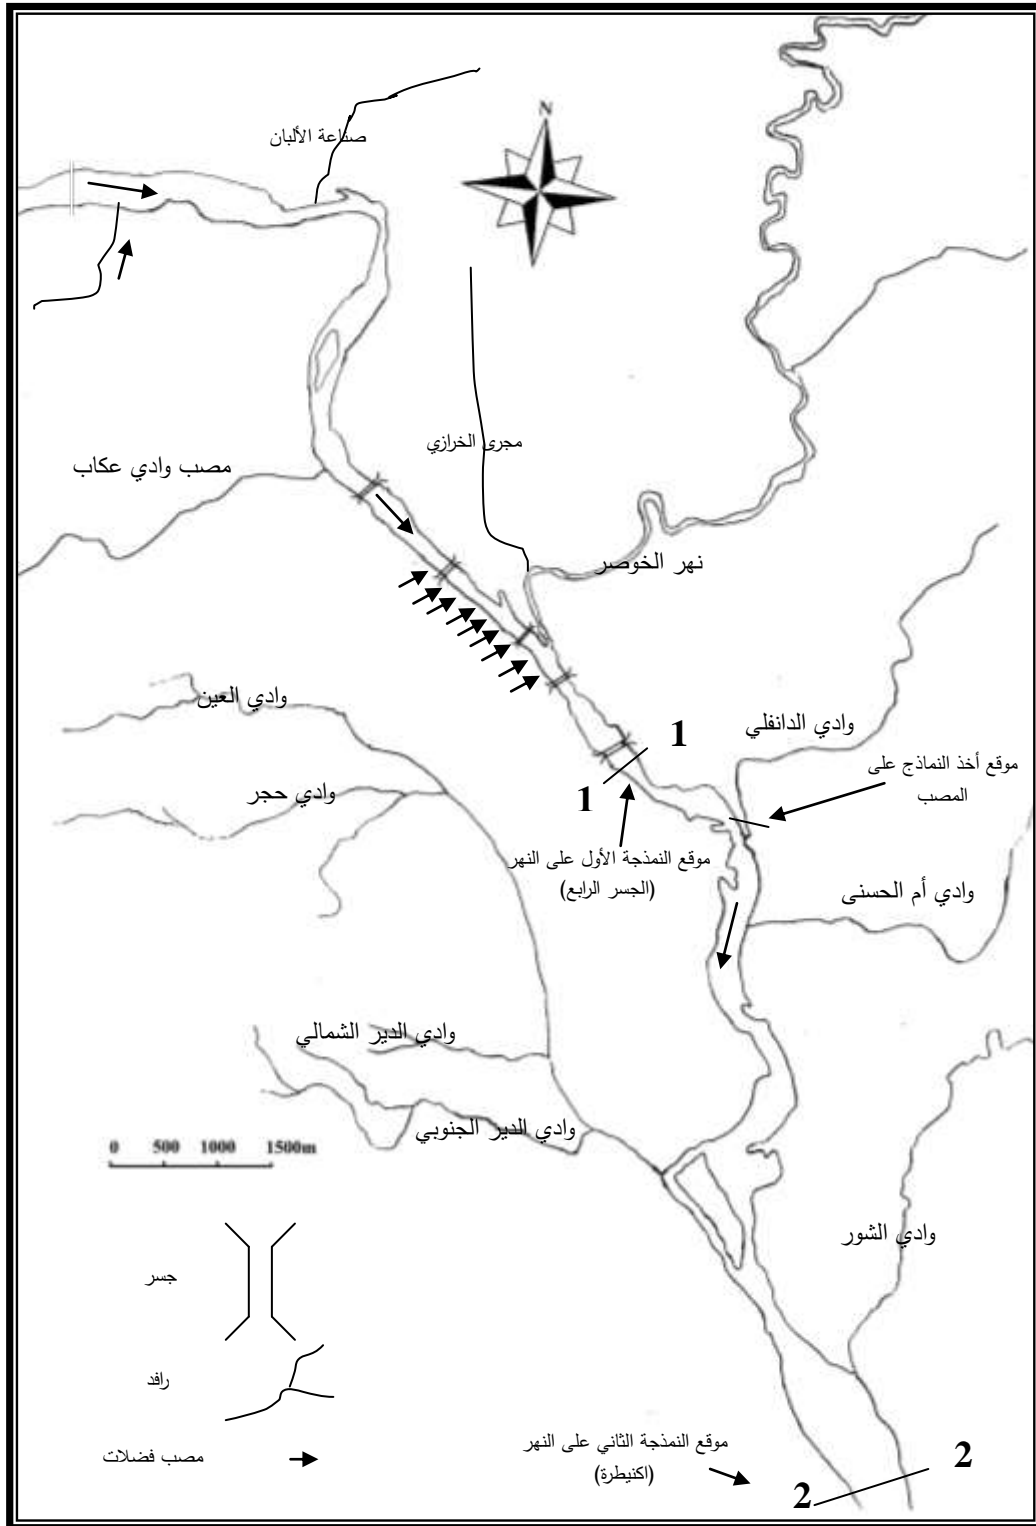 N
صناعة الألبان
مجرى الخرازي
مصب وادي عكاب
نهر الخوصر
وادي العين
وادي الدانفلي
1
موقع أخذ النماذج على
المصب
وادي حجر
1
موقع النمذجة الأول على النهر
(الجسر الرابع)
وادي أم الحسنى
وادي الدير الشمالي
وادي الدير الجنوبي
0 500 1000 1500m
وادي الشور
جسر
رافد
مصب فضلات
موقع النمذجة الثاني على النهر
(اكنيطرة)
2
2